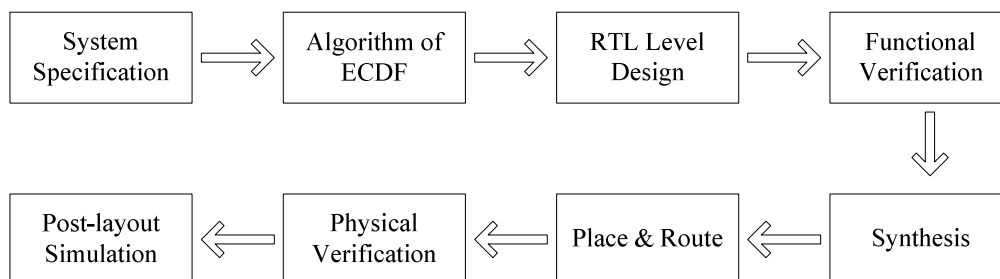 System
Specification
Algorithm of
ECDF
RTL Level
Design
Functional
Verification
Synthesis
Place & Route
Physical
Verification
Post-layout
Simulation